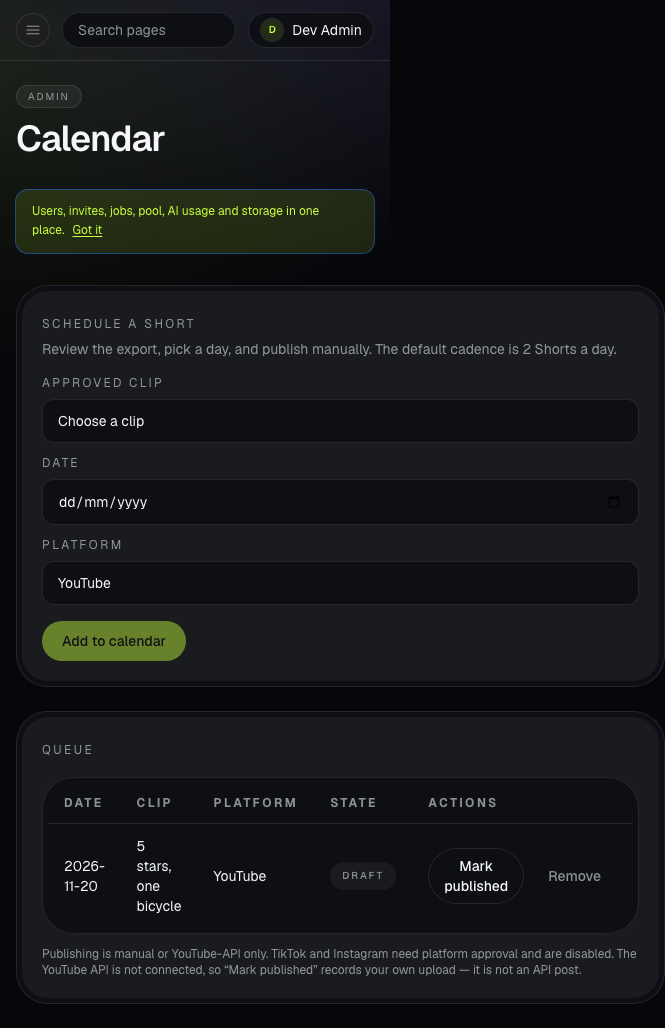 Search pages
D
Dev Admin
ADMIN
Calendar
Users, invites, jobs, pool, AI usage and storage in one
place. Got it
SCHEDULE A SHORT
Review the export, pick a day, and publish manually. The default cadence is 2 Shorts a day.
APPROVED CLIP
Choose a clip
DATE
dd/mm/yyyy
PLATFORM
YouTube
Add to calendar
QUEUE
DATE CLIP PLATFORM STATE ACTIONS
2026-
11-20
5
stars,
one
bicycle
YouTube
DRAFT
Mark
published
Remove
Publishing is manual or YouTube-API only. TikTok and Instagram need platform approval and are disabled. The
YouTube API is not connected, so “Mark published” records your own upload — it is not an API post.